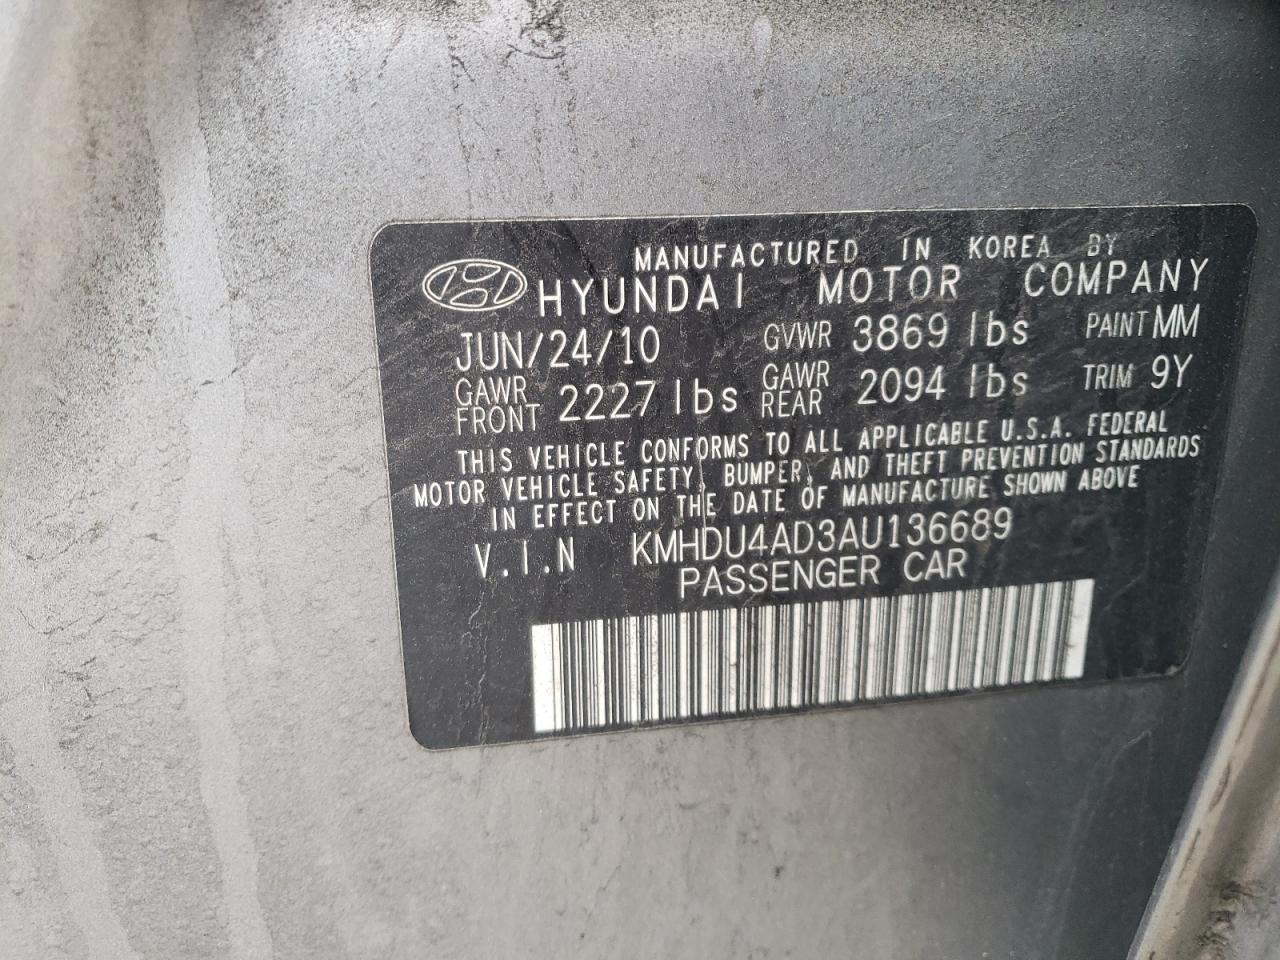 MANUFACTURED IN KOREA BY
HYUNDAI MOTOR COMPANY
JUN/24/10 GVWR 3869 lbs PAINT MM
GAWR FRONT 2227 lbs GAWR REAR 2094 lbs TRIM 9Y
THIS VEHICLE CONFORMS TO ALL APPLICABLE U.S.A. FEDERAL
MOTOR VEHICLE SAFETY, BUMPER, AND THEFT PREVENTION STANDARDS
IN EFFECT ON THE DATE OF MANUFACTURE SHOWN ABOVE
V.I.N KMHDU4AD3AU136689
PASSENGER CAR